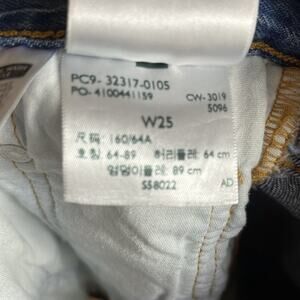 PC9- 32317-0105
PO- 4100441159 CW-3019
5096
W25
尺碼 : 160/64A
호칭 : 64-89 허리둘레: 64 cm
엉덩이둘레: 89 cm
S58022 AD